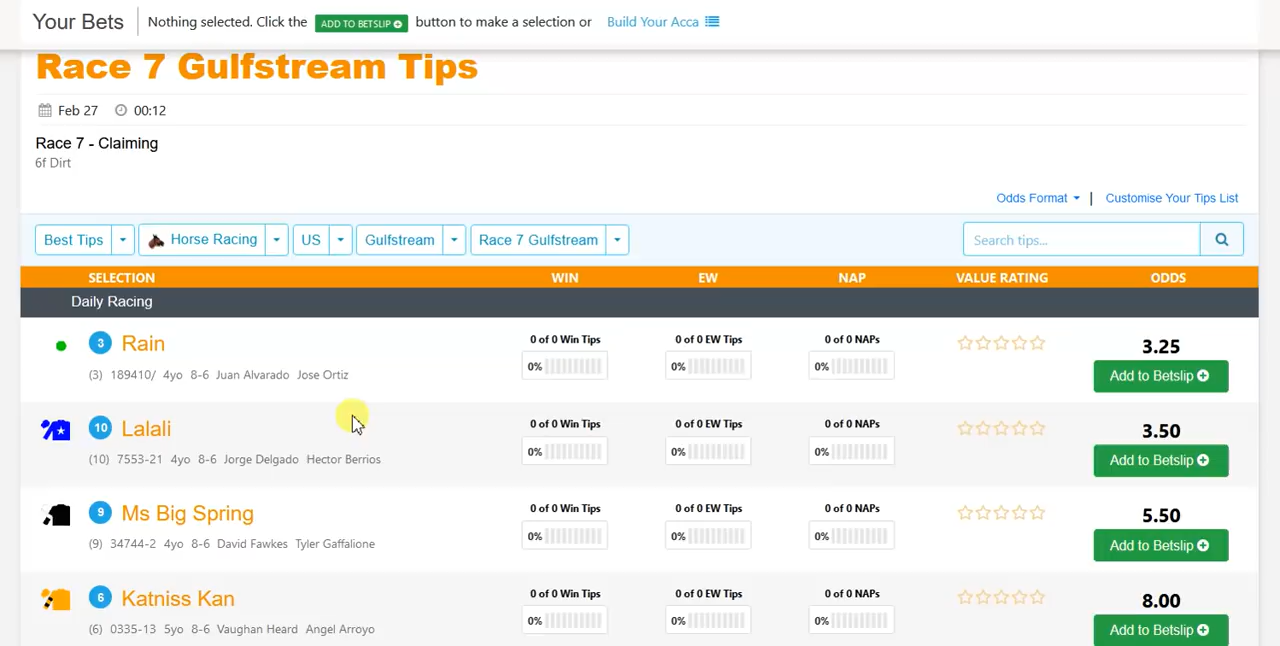 Your Bets
Nothing selected. Click the ADD TO BETSLIP button to make a selection or Build Your Acca
Race 7 Gulfstream Tips
Feb 27 00:12
Race 7 - Claiming
6f Dirt
Odds Format | Customise Your Tips List
Best Tips Horse Racing US Gulfstream Race 7 Gulfstream Search tips...
SELECTION WIN EW NAP VALUE RATING ODDS
Daily Racing
3 Rain 0 of 0 Win Tips 0 of 0 EW Tips 0 of 0 NAPs 3.25
0% 0% 0% Add to Betslip
(3) 189410/ 4yo 8-6 Juan Alvarado Jose Ortiz
10 Lalali 0 of 0 Win Tips 0 of 0 EW Tips 0 of 0 NAPs 3.50
0% 0% 0% Add to Betslip
(10) 7553-21 4yo 8-6 Jorge Delgado Hector Berrios
9 Ms Big Spring 0 of 0 Win Tips 0 of 0 EW Tips 0 of 0 NAPs 5.50
0% 0% 0% Add to Betslip
(9) 34744-2 4yo 8-6 David Fawkes Tyler Gaffalione
6 Katniss Kan 0 of 0 Win Tips 0 of 0 EW Tips 0 of 0 NAPs 8.00
0% 0% 0% Add to Betslip
(6) 0335-13 5yo 8-6 Vaughan Heard Angel Arroyo